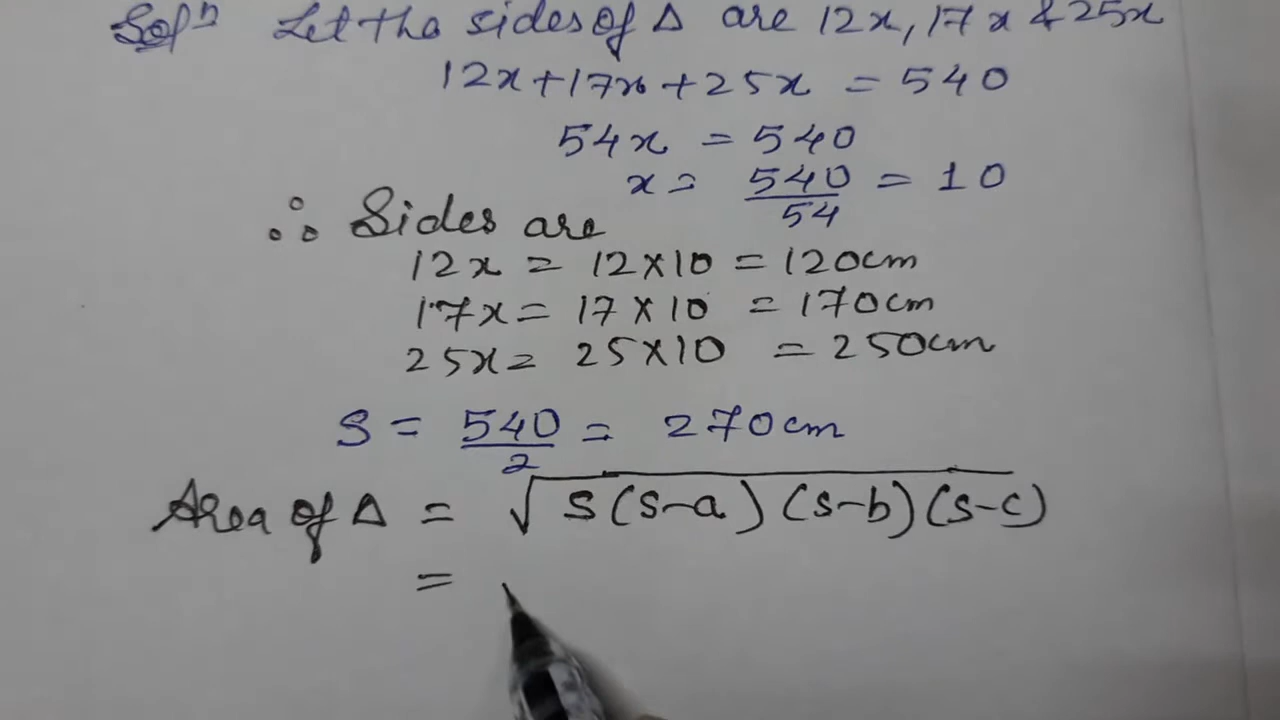 Solⁿ Let the sides of Δ are 12x, 17x & 25x
12x+17x+25x = 540
54x = 540
x = 540/54 = 10
∴ Sides are
12x = 12×10 = 120cm
17x = 17×10 = 170cm
25x = 25×10 = 250cm
S = 540/2 = 270cm
Area of Δ = √S(S-a)(S-b)(S-c)
=